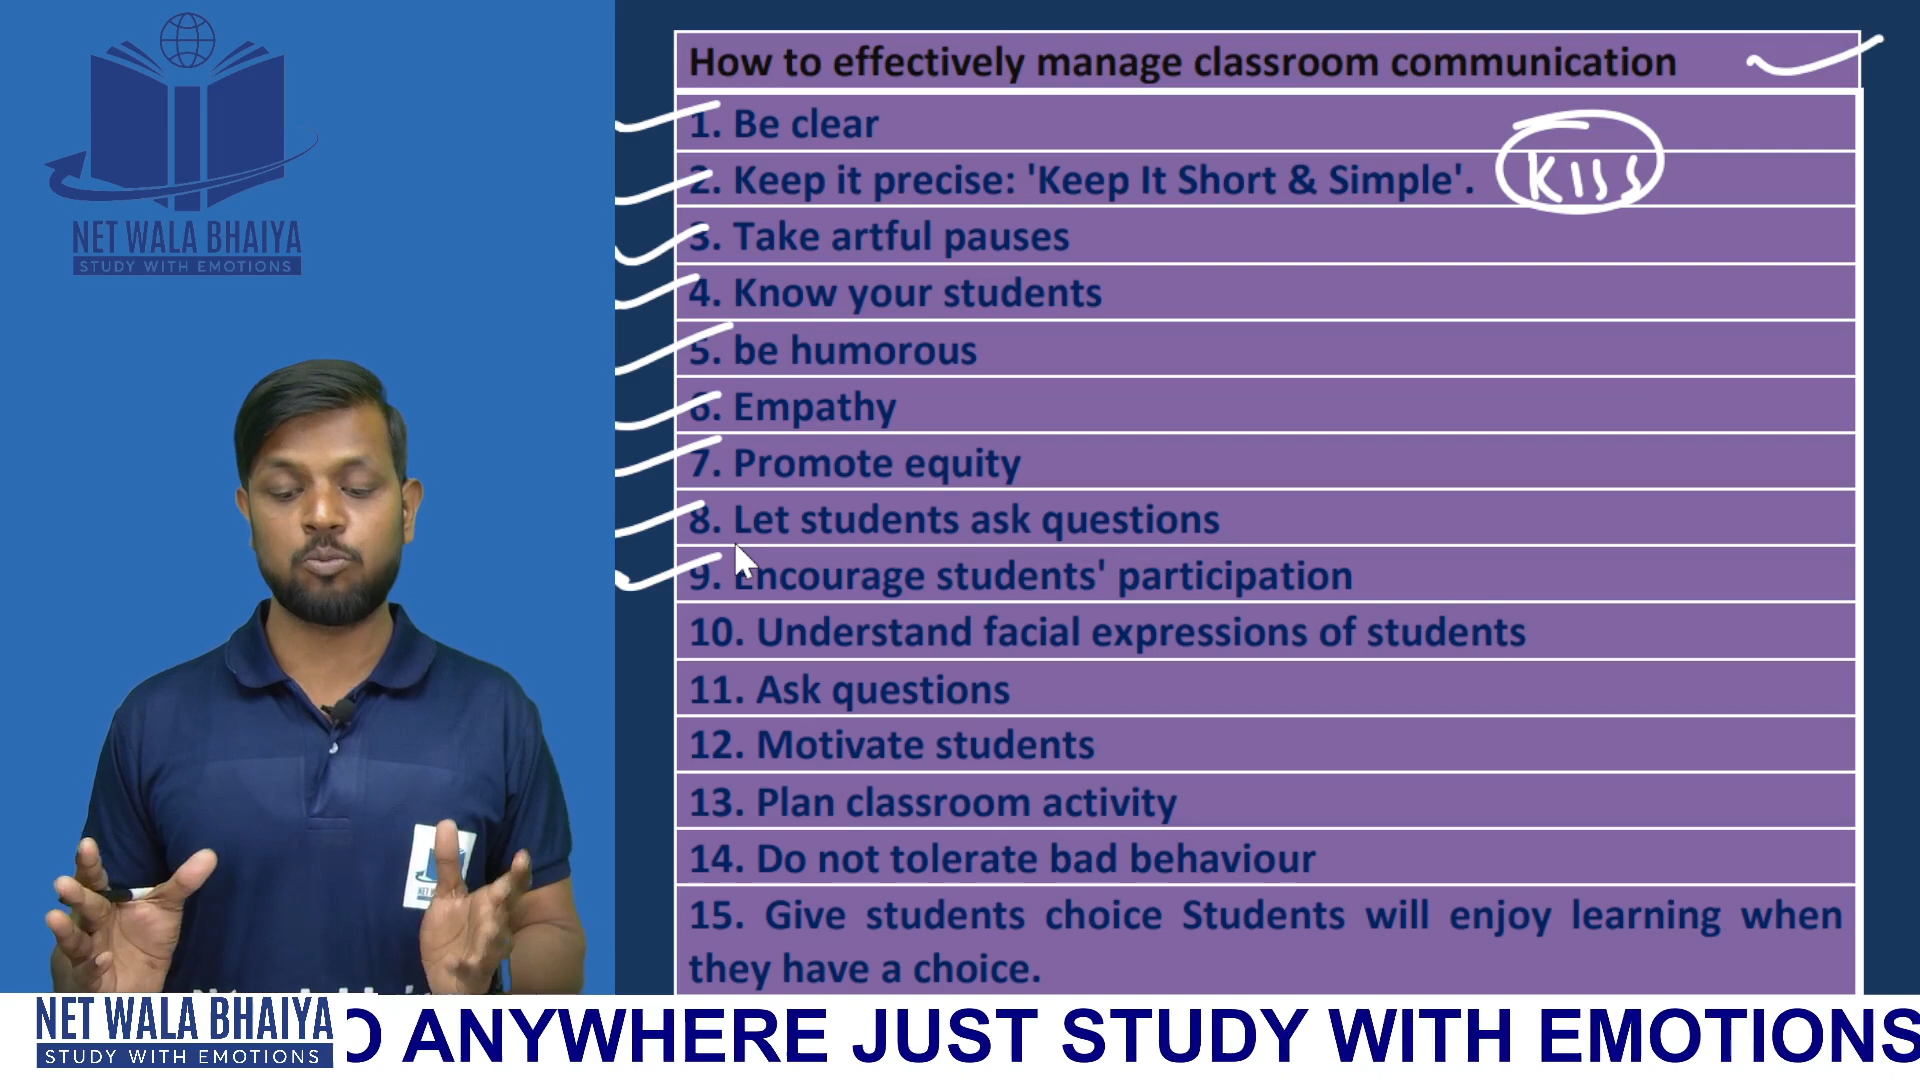 NET WALA BHAIYA
STUDY WITH EMOTIONS
How to effectively manage classroom communication
1. Be clear
2. Keep it precise: 'Keep It Short & Simple'.
KISS
3. Take artful pauses
4. Know your students
5. be humorous
6. Empathy
7. Promote equity
8. Let students ask questions
9. Encourage students' participation
10. Understand facial expressions of students
11. Ask questions
12. Motivate students
13. Plan classroom activity
14. Do not tolerate bad behaviour
15. Give students choice Students will enjoy learning when
they have a choice.
NET WALA BHAIYA
STUDY WITH EMOTIONS
ANYWHERE JUST STUDY WITH EMOTIONS